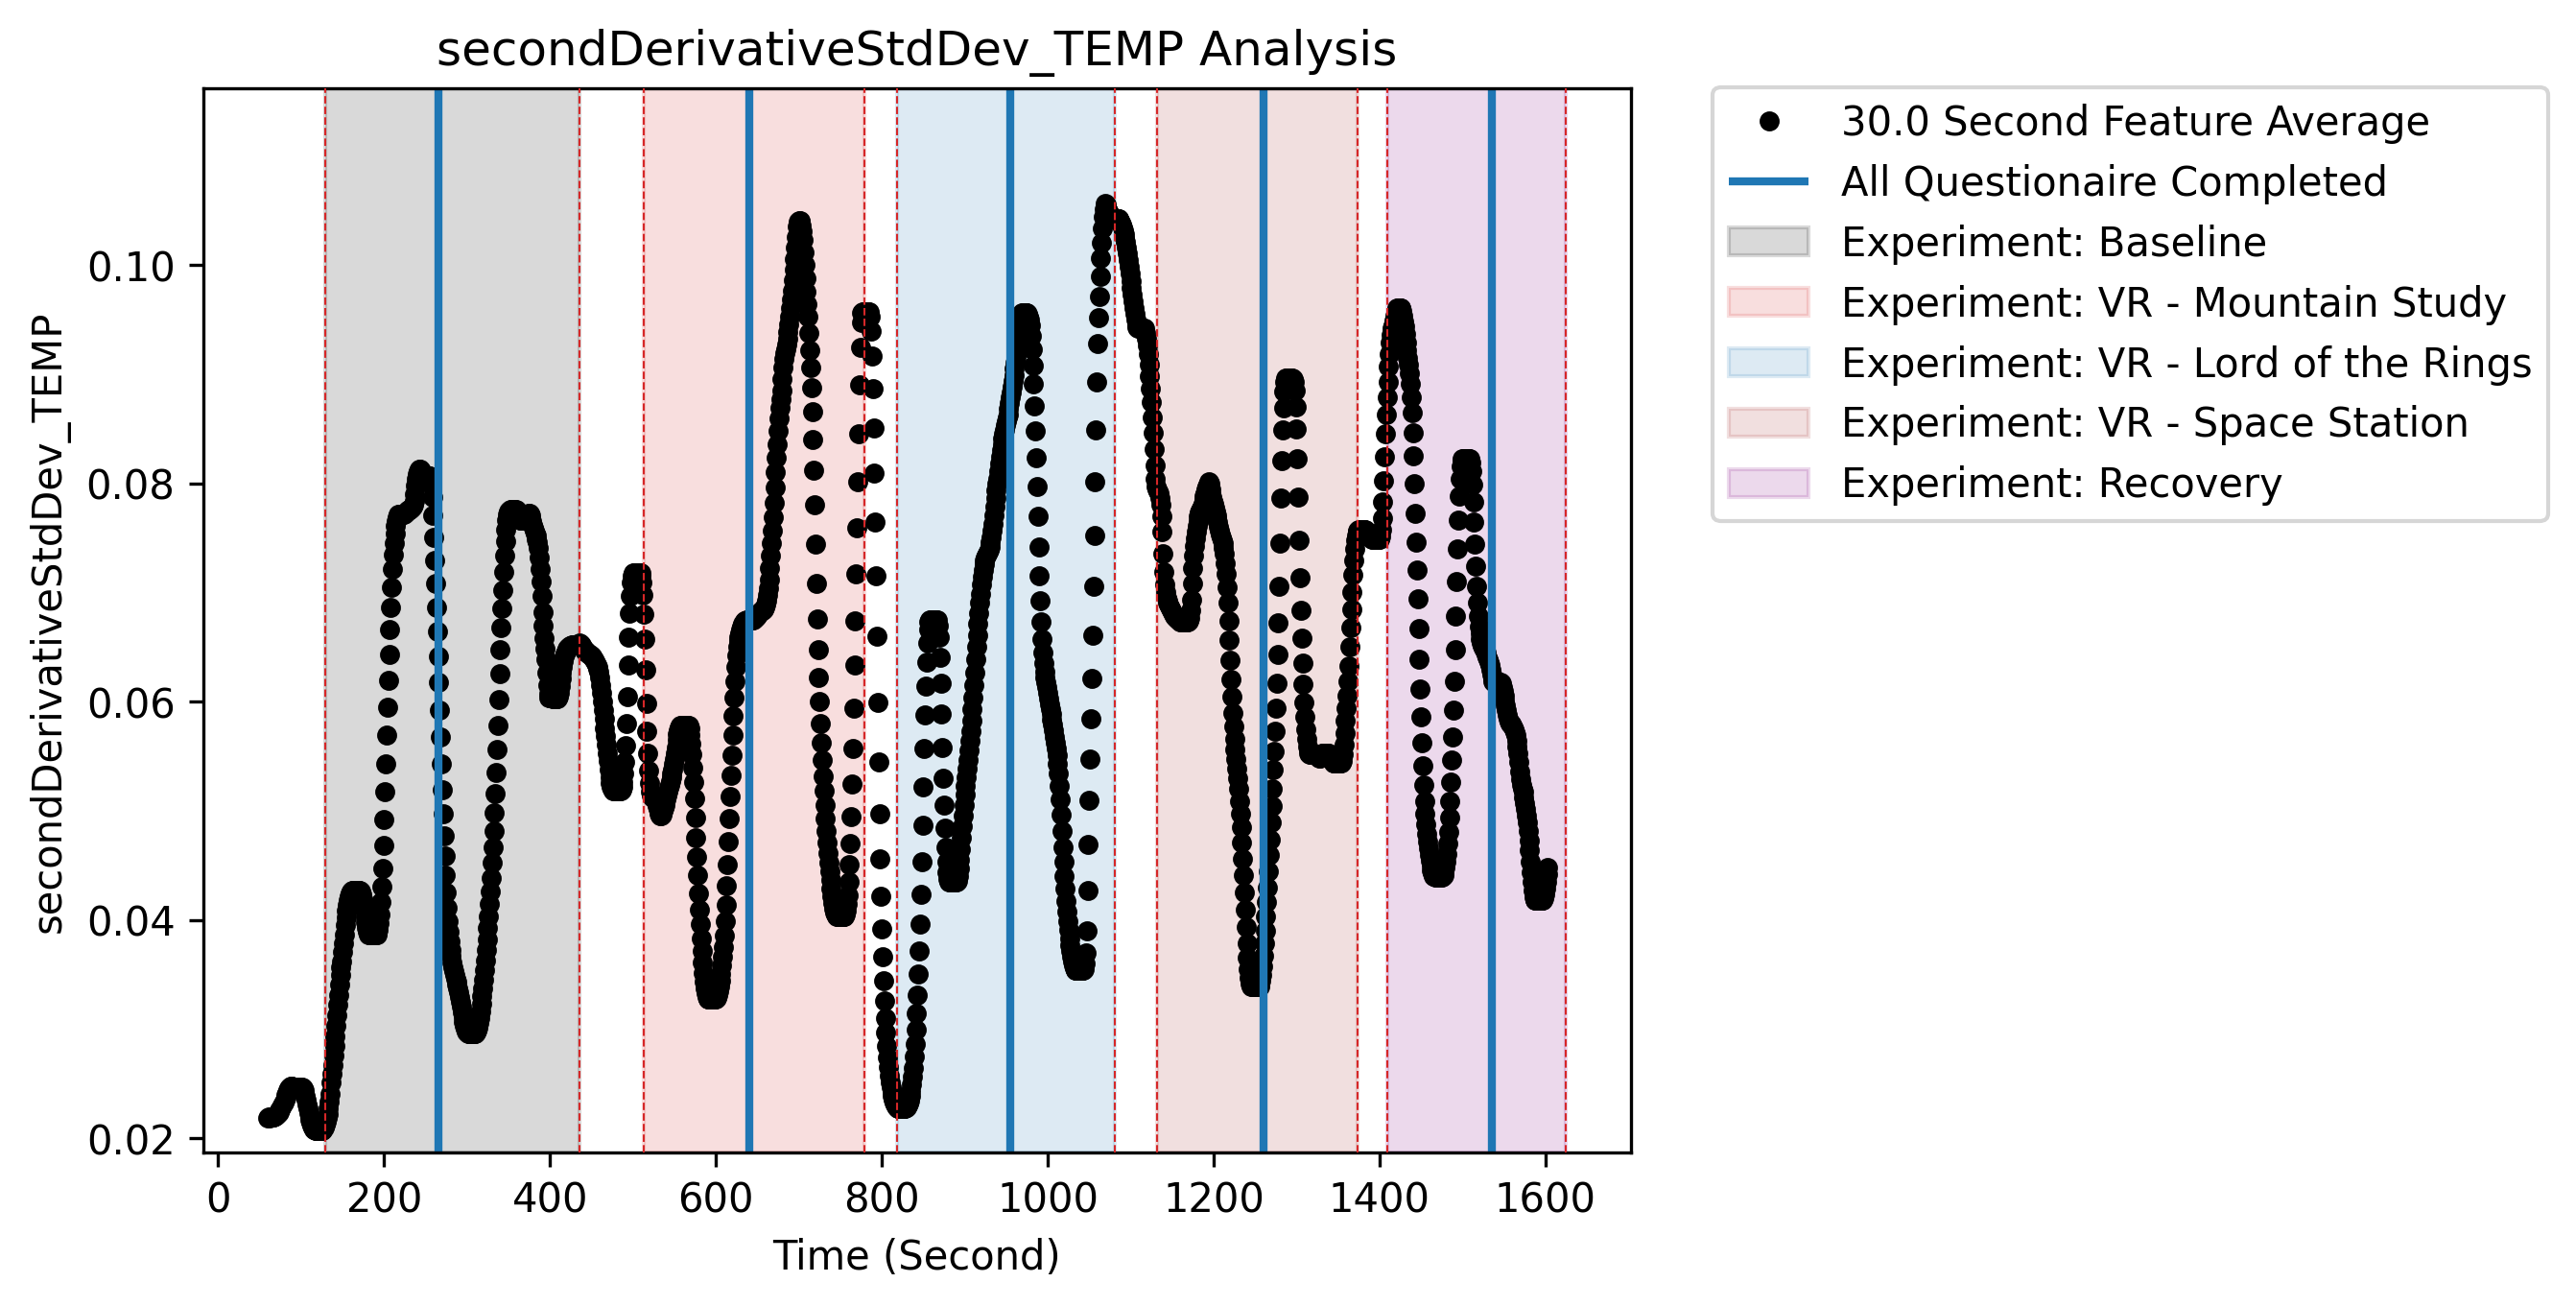 secondDerivativeStdDev_TEMP Analysis
secondDerivativeStdDev_TEMP
0.10
0.08
0.06
0.04
0.02
0 200 400 600 800 1000 1200 1400 1600
Time (Second)
30.0 Second Feature Average
All Questionaire Completed
Experiment: Baseline
Experiment: VR - Mountain Study
Experiment: VR - Lord of the Rings
Experiment: VR - Space Station
Experiment: Recovery